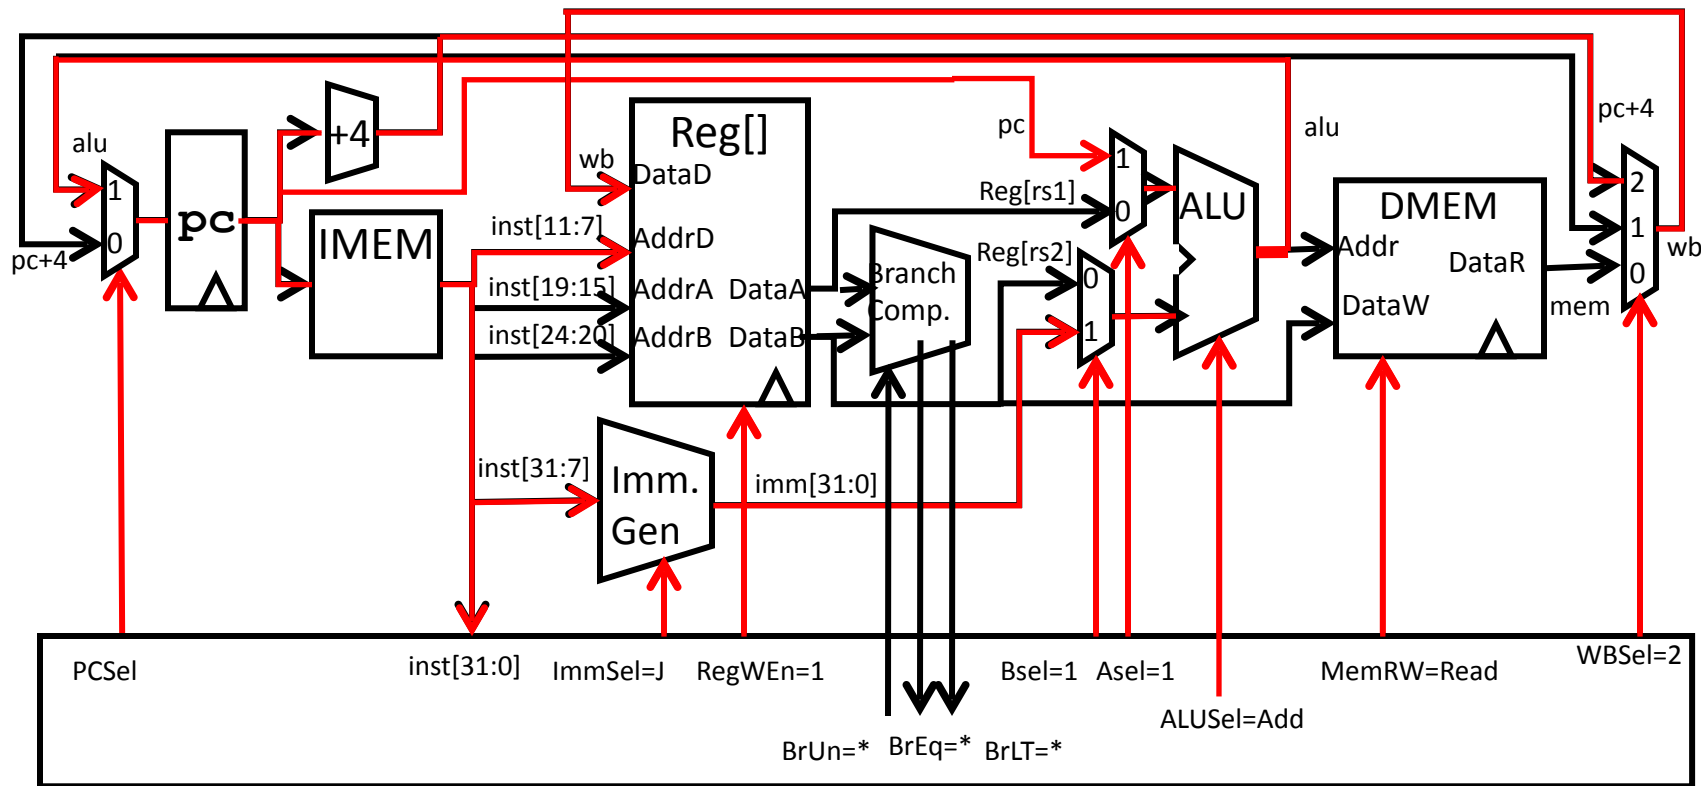 alu
1
0
pc+4
pc
+4
IMEM
Reg[]
wb
DataD
inst[11:7]
AddrD
inst[19:15]
AddrA
DataA
inst[24:20]
AddrB
DataB
inst[31:7]
Imm.
Gen
imm[31:0]
Branch
Comp.
pc
Reg[rs1]
Reg[rs2]
1
0
0
1
ALU
alu
DMEM
Addr
DataR
DataW
mem
pc+4
2
1
0
wb
PCSel
inst[31:0]
ImmSel=J
RegWEn=1
BrUn=*
BrEq=*
BrLT=*
Bsel=1
Asel=1
ALUSel=Add
MemRW=Read
WBSel=2